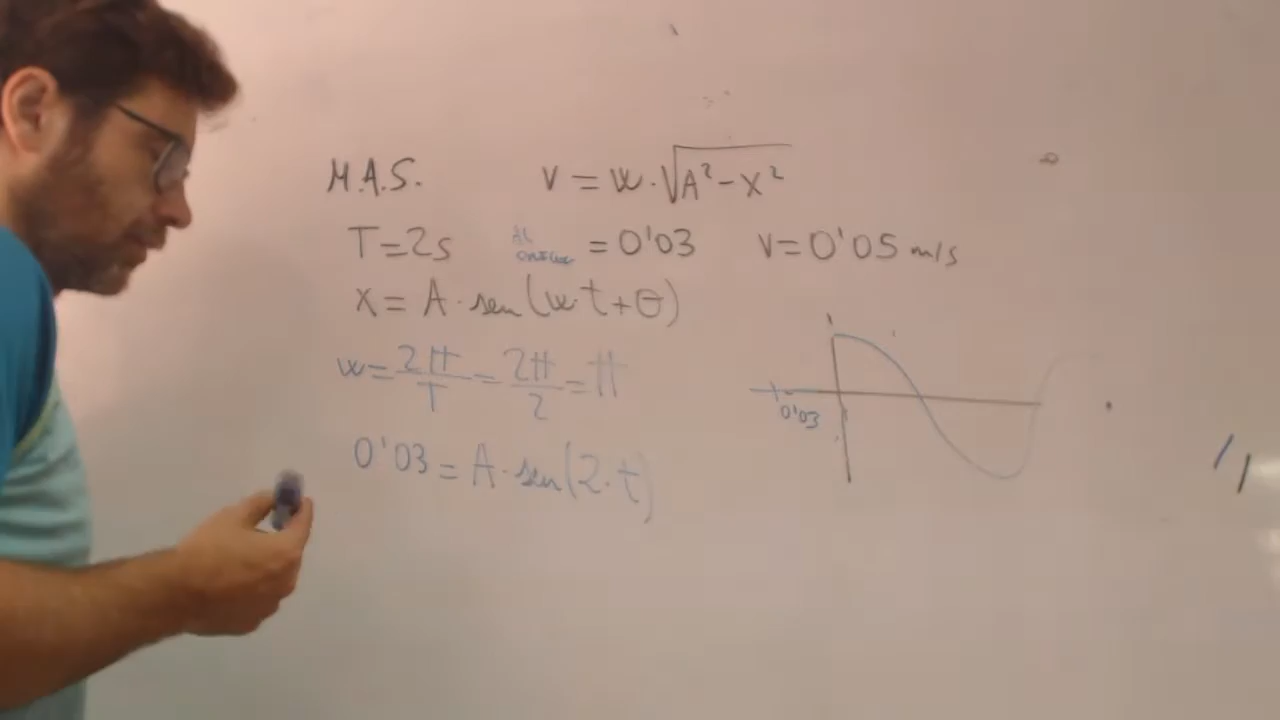 M.A.S. v = w·√A²-x²
T=2s = 0'03 v=0'05 m/s
x = A·sen(w·t+θ)
w = 2π/T = 2π/2 = π
0'03
0'03 = A·sen(2·t)